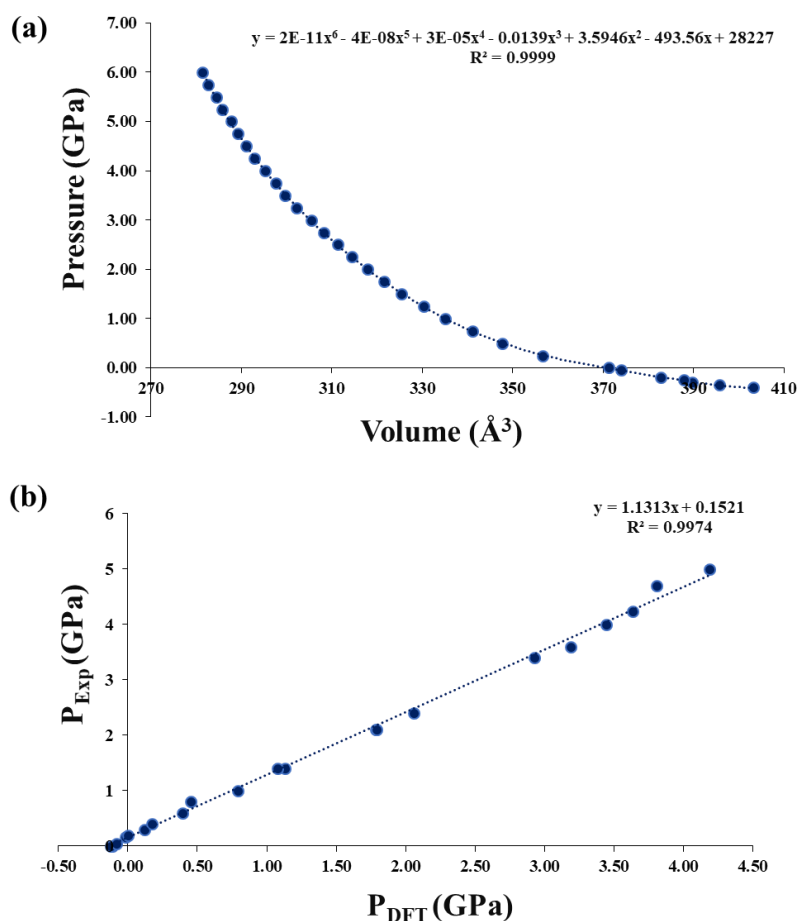 (a)
7.00
y = 2E-11x⁶ - 4E-08x⁵ + 3E-05x⁴ - 0.0139x³ + 3.5946x² - 493.56x + 28227
R² = 0.9999
6.00
5.00
4.00
3.00
2.00
1.00
0.00
-1.00
Pressure (GPa)
270 290 310 330 350 370 390 410
Volume (Å³)
(b)
y = 1.1313x + 0.1521
R² = 0.9974
6
5
4
3
2
1
0
P_Exp (GPa)
-0.50 0.00 0.50 1.00 1.50 2.00 2.50 3.00 3.50 4.00 4.50
P_DFT (GPa)